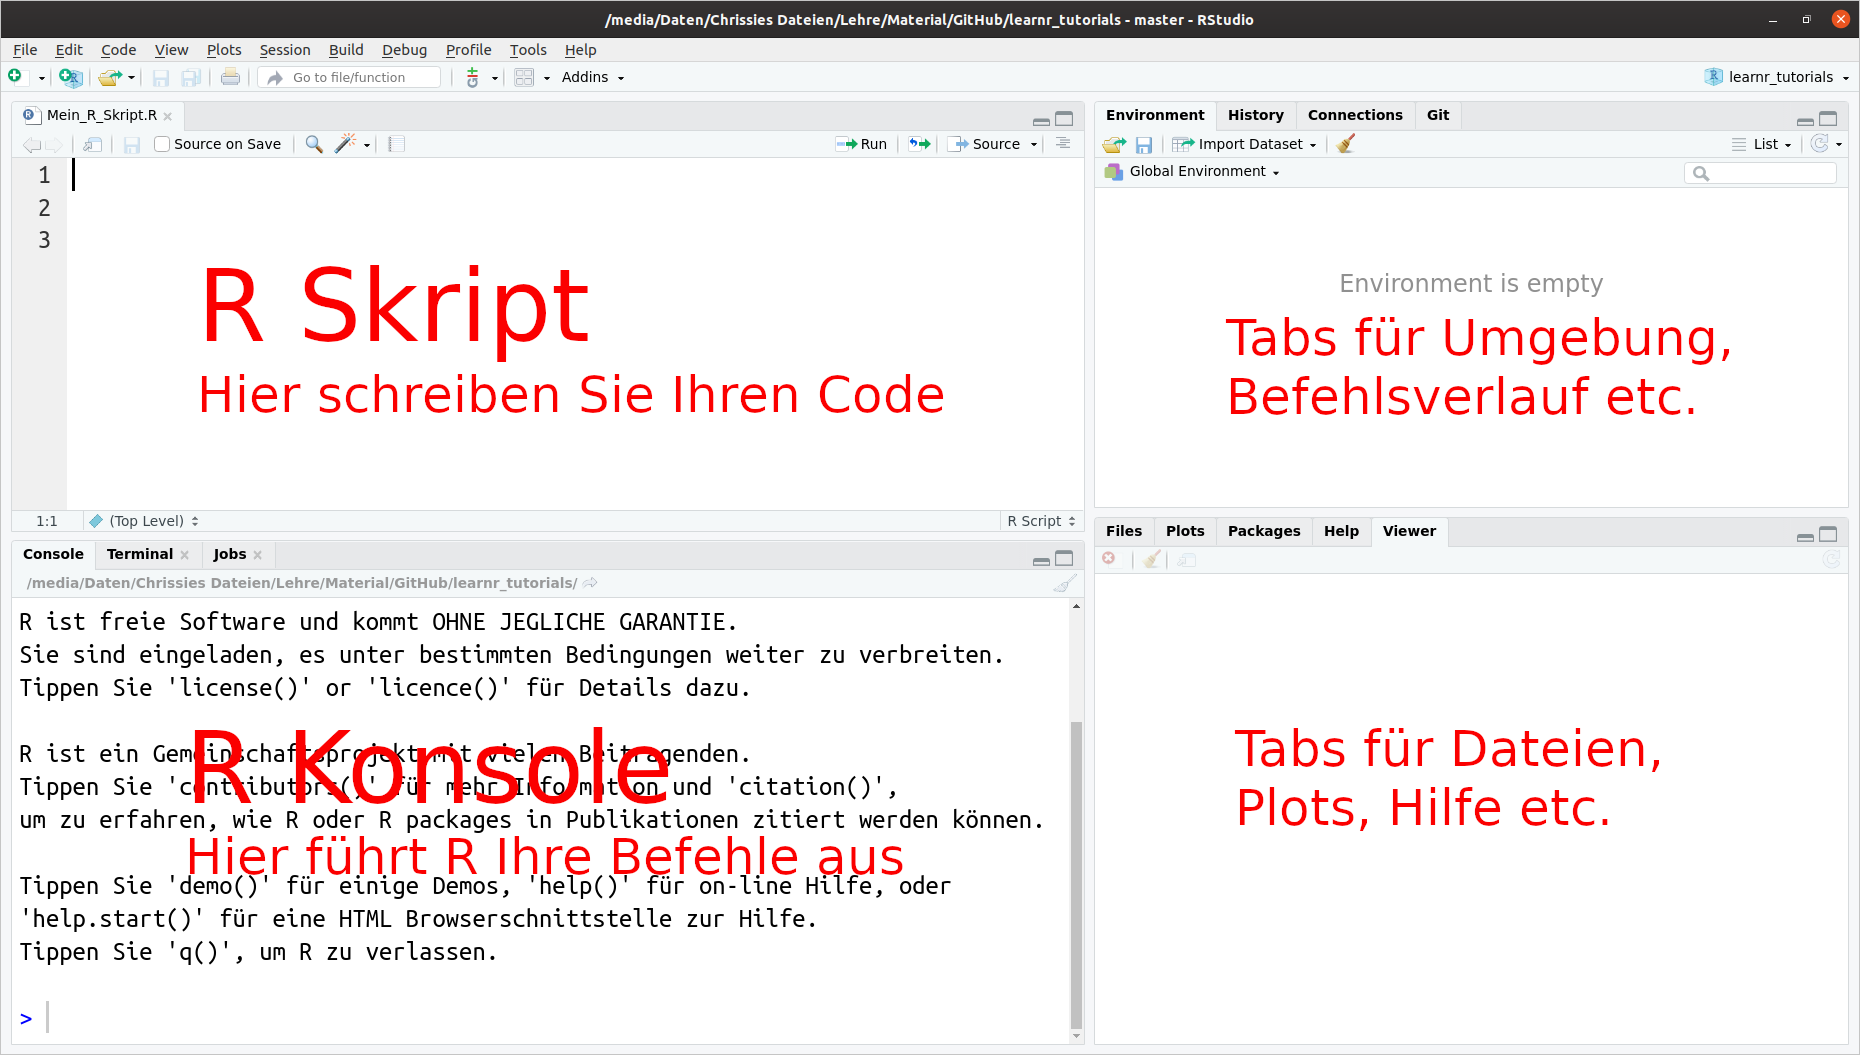 /media/Daten/Chrissies Dateien/Lehre/Material/GitHub/learnr_tutorials - master - RStudio
File Edit Code View Plots Session Build Debug Profile Tools Help
Go to file/function
Addins
learnr_tutorials
Mein_R_Skript.R
Source on Save
Run
Source
1
2
3
R Skript
Hier schreiben Sie Ihren Code
1:1
(Top Level)
R Script
Environment History Connections Git
Import Dataset
List
Global Environment
Environment is empty
Tabs für Umgebung,
Befehlsverlauf etc.
Console Terminal Jobs
/media/Daten/Chrissies Dateien/Lehre/Material/GitHub/learnr_tutorials/
R ist freie Software und kommt OHNE JEGLICHE GARANTIE.
Sie sind eingeladen, es unter bestimmten Bedingungen weiter zu verbreiten.
Tippen Sie 'license()' or 'licence()' für Details dazu.
R ist ein Gemeinschaftsprojekt mit vielen Beitragenden.
R Konsole
Tippen Sie 'contributors()' für mehr Information und 'citation()',
um zu erfahren, wie R oder R packages in Publikationen zitiert werden können.
Hier führt R Ihre Befehle aus
Tippen Sie 'demo()' für einige Demos, 'help()' für on-line Hilfe, oder
'help.start()' für eine HTML Browserschnittstelle zur Hilfe.
Tippen Sie 'q()', um R zu verlassen.
>
Files Plots Packages Help Viewer
Tabs für Dateien,
Plots, Hilfe etc.